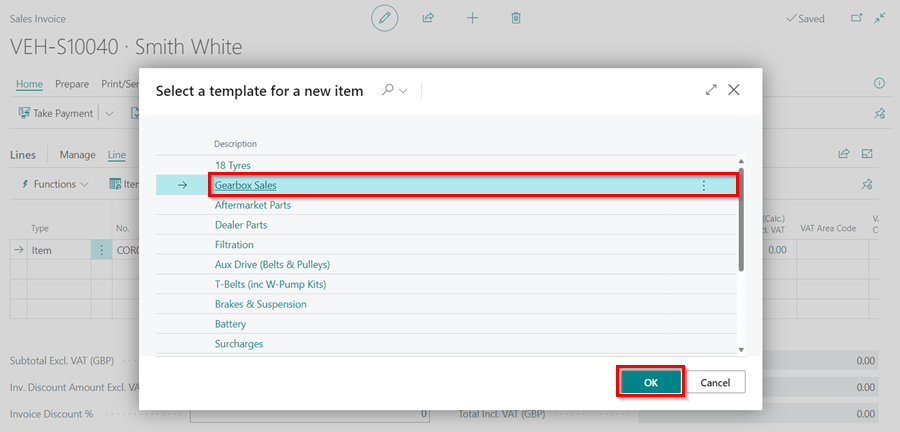 Sales Invoice
Saved
VEH-S10040 · Smith White
Home Prepare Print/Sen
Take Payment
Lines Manage Line
Functions Item
Type No.
(Calc.) VAT Area Code
cl. VAT
Item CORO 0.00
Select a template for a new item
Description
18 Tyres
Gearbox Sales
Aftermarket Parts
Dealer Parts
Filtration
Aux Drive (Belts & Pulleys)
T-Belts (inc W-Pump Kits)
Brakes & Suspension
Battery
Surcharges
OK Cancel
Subtotal Excl. VAT (GBP) 0.00
Inv. Discount Amount Excl. VAT 0.00
Invoice Discount % 0 Total Incl. VAT (GBP) 0.00